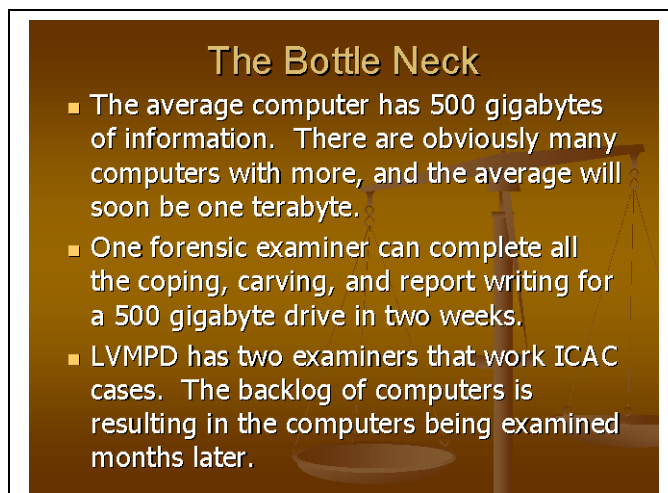 The Bottle Neck
The average computer has 500 gigabytes
of information.  There are obviously many
computers with more, and the average will
soon be one terabyte.
One forensic examiner can complete all
the coping, carving, and report writing for
a 500 gigabyte drive in two weeks.
LVMPD has two examiners that work ICAC
cases.  The backlog of computers is
resulting in the computers being examined
months later.